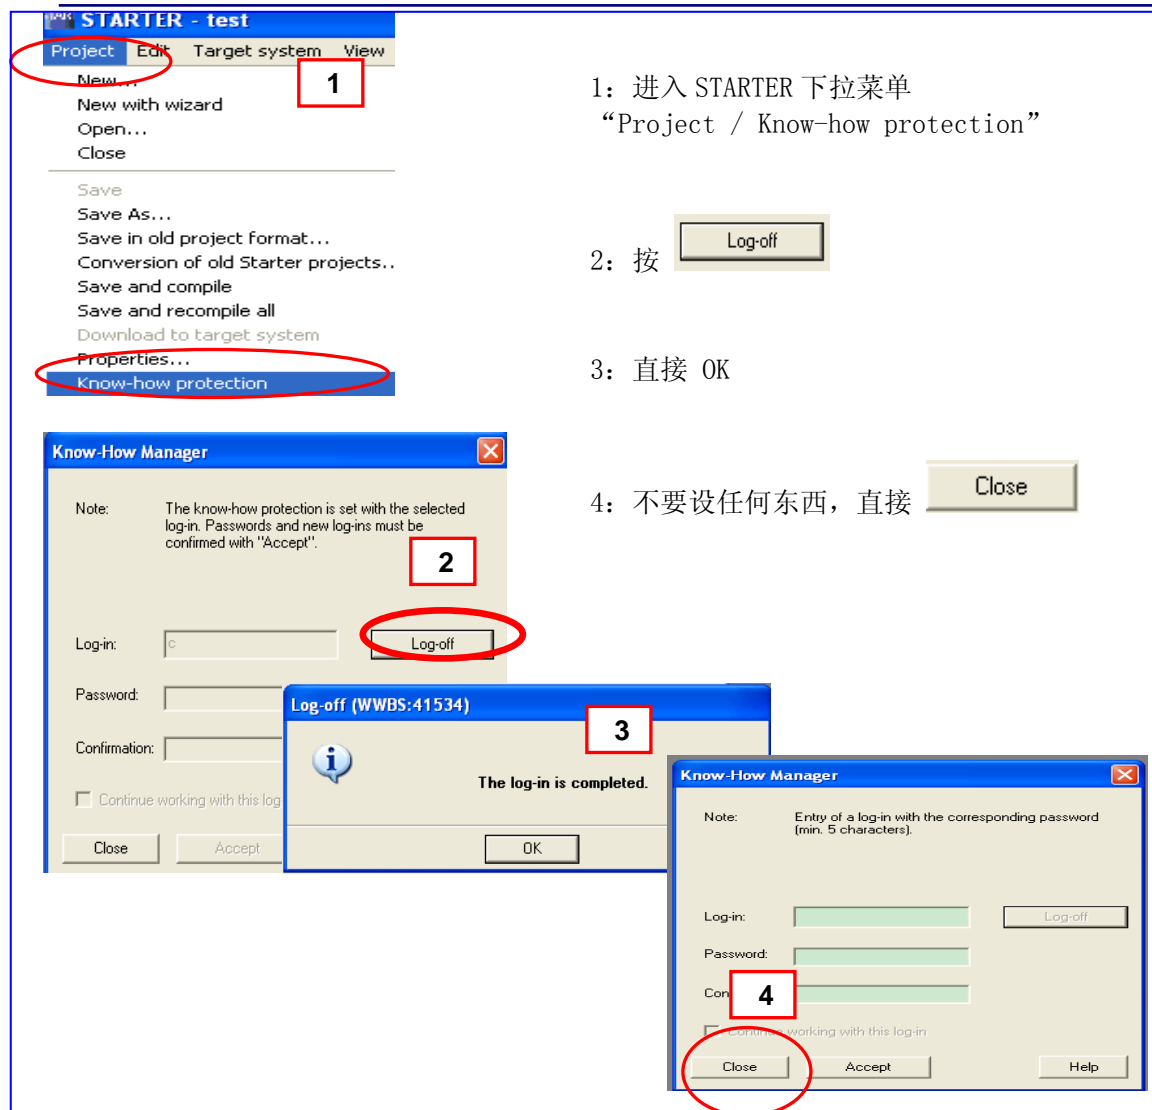 STARTER - test
Project Edit Target system View
1
New...
New with wizard
Open...
Close
Save
Save As...
Save in old project format...
Conversion of old Starter projects..
Save and compile
Save and recompile all
Download to target system
Properties...
Know-how protection
1：进入 STARTER 下拉菜单
“Project / Know-how protection”
2：按 Log-off
3：直接 OK
4：不要设任何东西，直接 Close
Know-How Manager
Note: The know-how protection is set with the selected
log-in. Passwords and new log-ins must be
confirmed with "Accept".
2
Log-in: c Log-off
Password:
Confirmation:
Continue working with this log
Close Accept
Log-off (WWBS:41534)
3
The log-in is completed.
OK
Know-How Manager
Note: Entry of a log-in with the corresponding password
(min. 5 characters).
Log-in: Log-off
Password:
Con
4
Continue working with this log-in
Close Accept Help